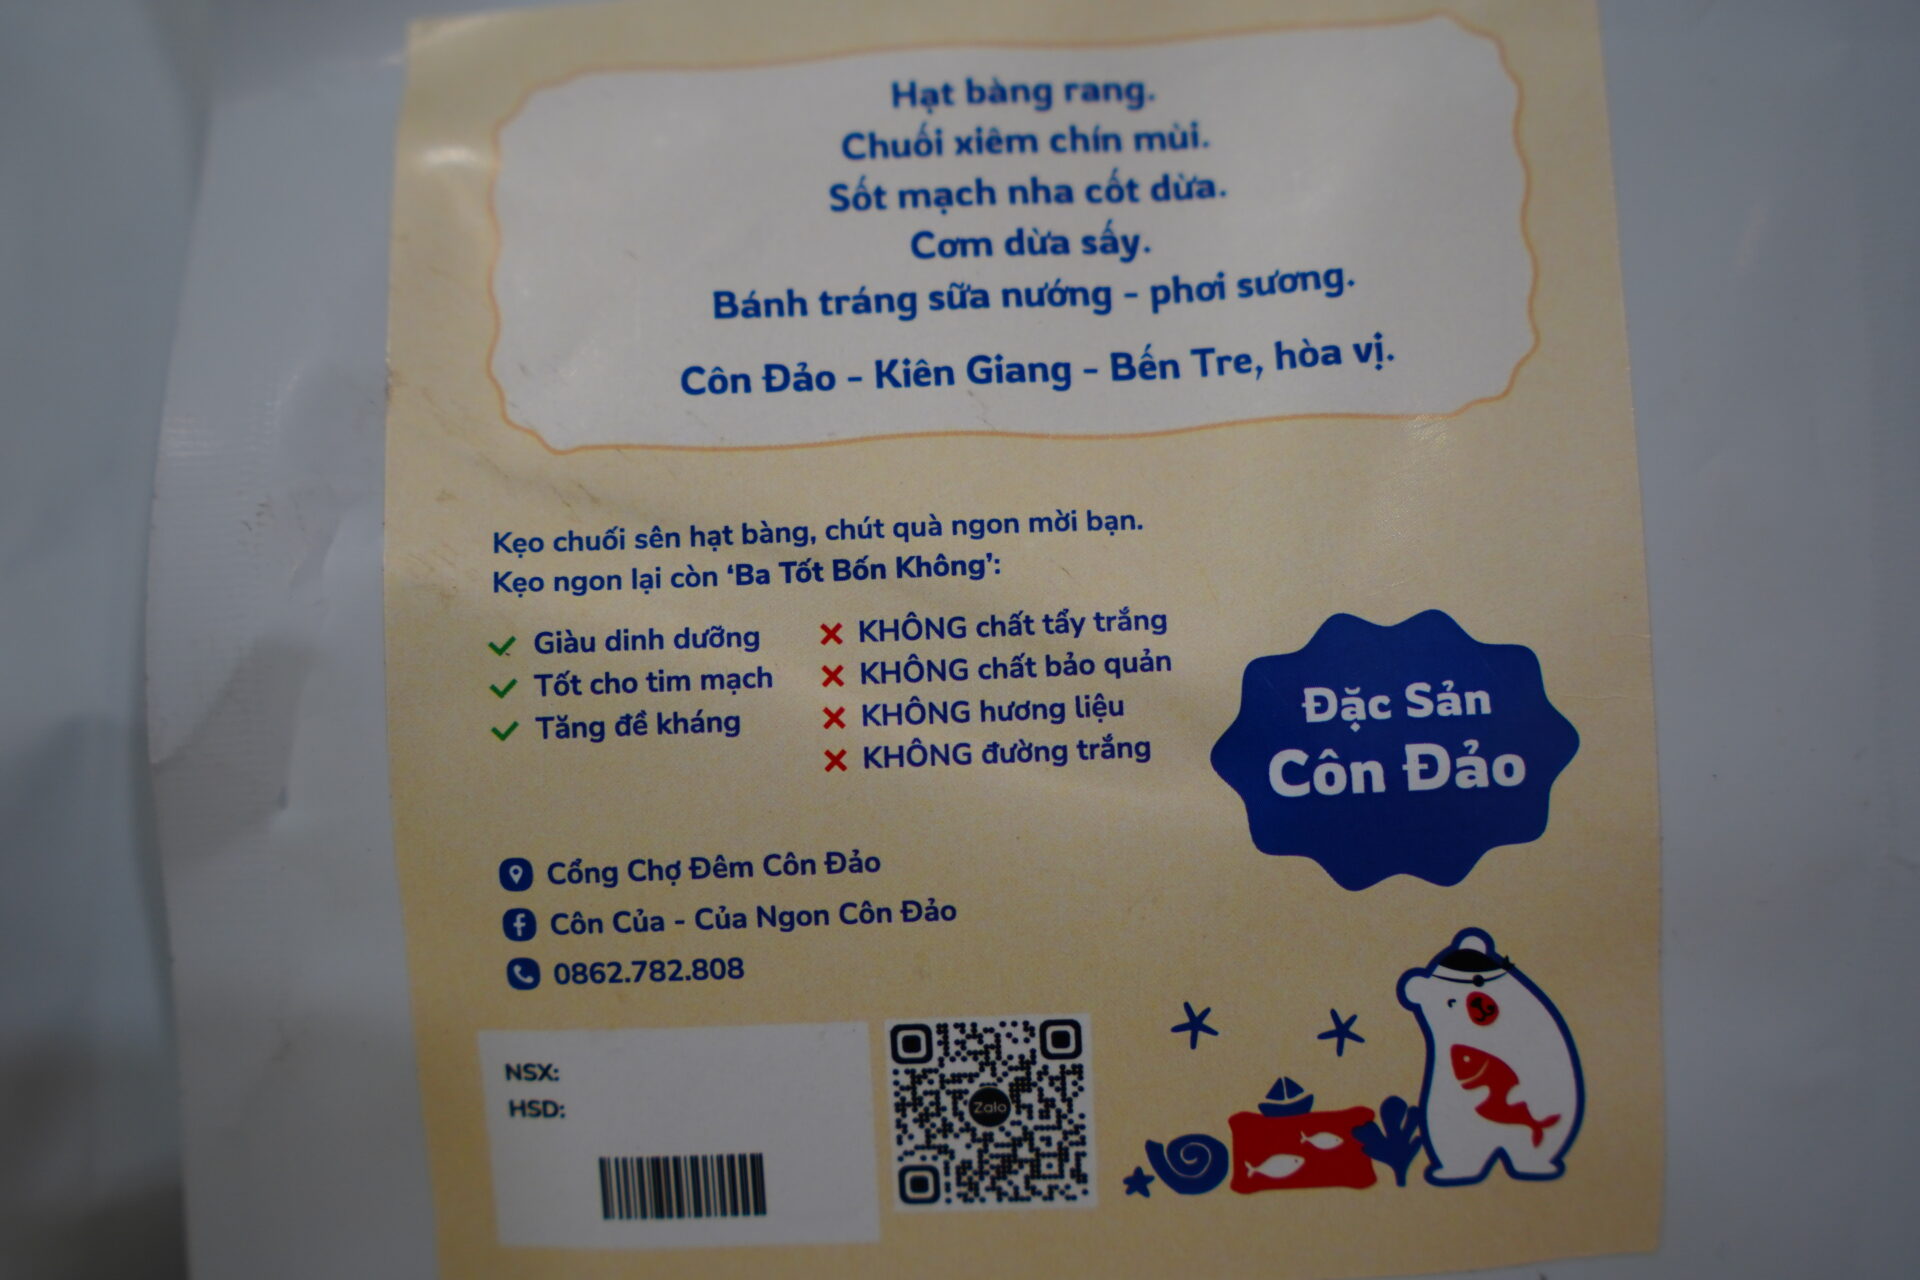 Hạt bàng rang.
Chuối xiêm chín mùi.
Sốt mạch nha cốt dừa.
Cơm dừa sấy.
Bánh tráng sữa nướng - phơi sương.
Côn Đảo - Kiên Giang - Bến Tre, hòa vị.
Kẹo chuối sên hạt bàng, chút quà ngon mời bạn.
Kẹo ngon lại còn ‘Ba Tốt Bốn Không’:
Giàu dinh dưỡng
Tốt cho tim mạch
Tăng đề kháng
KHÔNG chất tẩy trắng
KHÔNG chất bảo quản
KHÔNG hương liệu
KHÔNG đường trắng
Đặc Sản
Côn Đảo
Cổng Chợ Đêm Côn Đảo
Côn Của - Của Ngon Côn Đảo
0862.782.808
NSX:
HSD:
Zalo